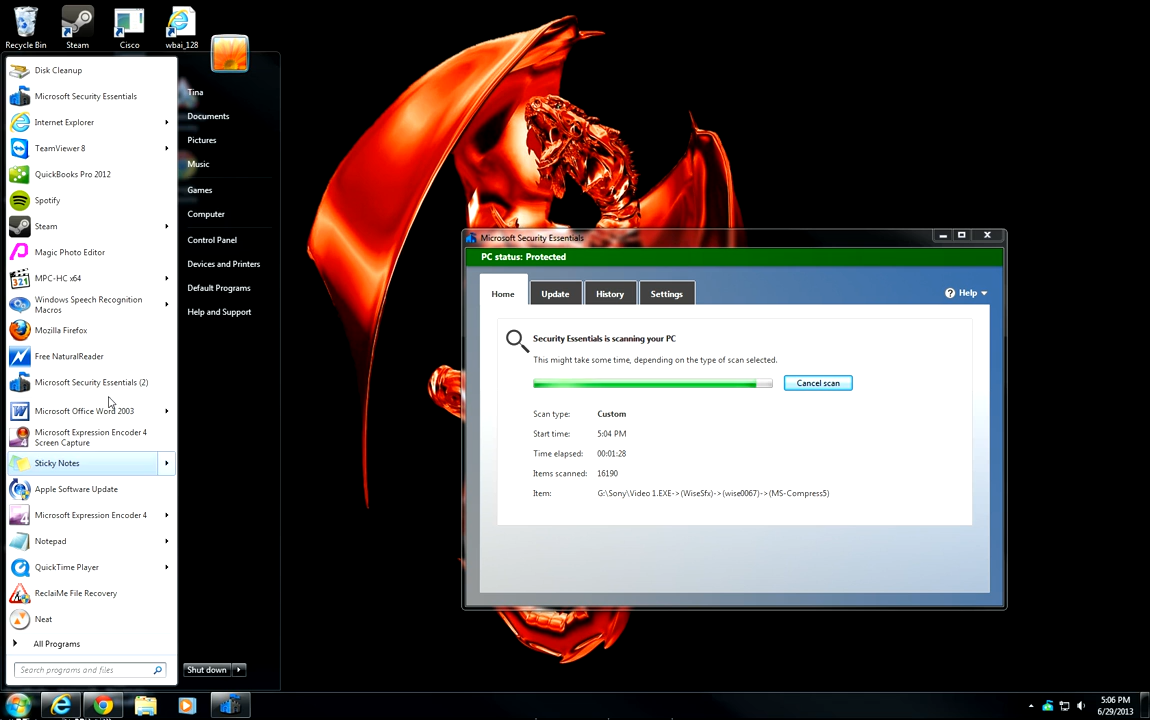 Recycle Bin
Steam
Cisco
wbai_128
Disk Cleanup
Microsoft Security Essentials
Internet Explorer
TeamViewer 8
QuickBooks Pro 2012
Spotify
Steam
Magic Photo Editor
MPC-HC x64
Windows Speech Recognition
Macros
Mozilla Firefox
Free NaturalReader
Microsoft Security Essentials (2)
Microsoft Office Word 2003
Microsoft Expression Encoder 4
Screen Capture
Sticky Notes
Apple Software Update
Microsoft Expression Encoder 4
Notepad
QuickTime Player
ReclaiMe File Recovery
Neat
All Programs
Search programs and files
Tina
Documents
Pictures
Music
Games
Computer
Control Panel
Devices and Printers
Default Programs
Help and Support
Shut down
Microsoft Security Essentials
PC status: Protected
Home
Update
History
Settings
Help
Security Essentials is scanning your PC
This might take some time, depending on the type of scan selected.
Cancel scan
Scan type: Custom
Start time: 5:04 PM
Time elapsed: 00:01:28
Items scanned: 16190
Item: G:\Sony\Video 1.EXE->(WiseSfx)->(wise0067)->(MS-Compress5)
5:06 PM
6/29/2013